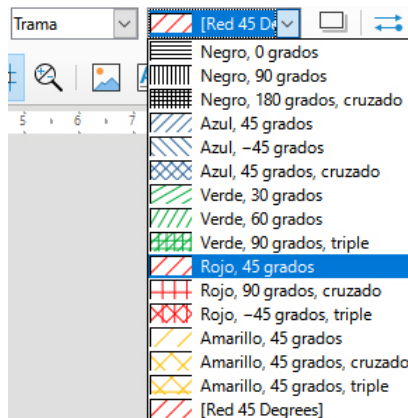 Trama
[Red 45 De
Negro, 0 grados
Negro, 90 grados
Negro, 180 grados, cruzado
Azul, 45 grados
Azul, −45 grados
Azul, 45 grados, cruzado
Verde, 30 grados
Verde, 60 grados
Verde, 90 grados, triple
Rojo, 45 grados
Rojo, 90 grados, cruzado
Rojo, −45 grados, triple
Amarillo, 45 grados
Amarillo, 45 grados, cruzado
Amarillo, 45 grados, triple
[Red 45 Degrees]
5 6 7